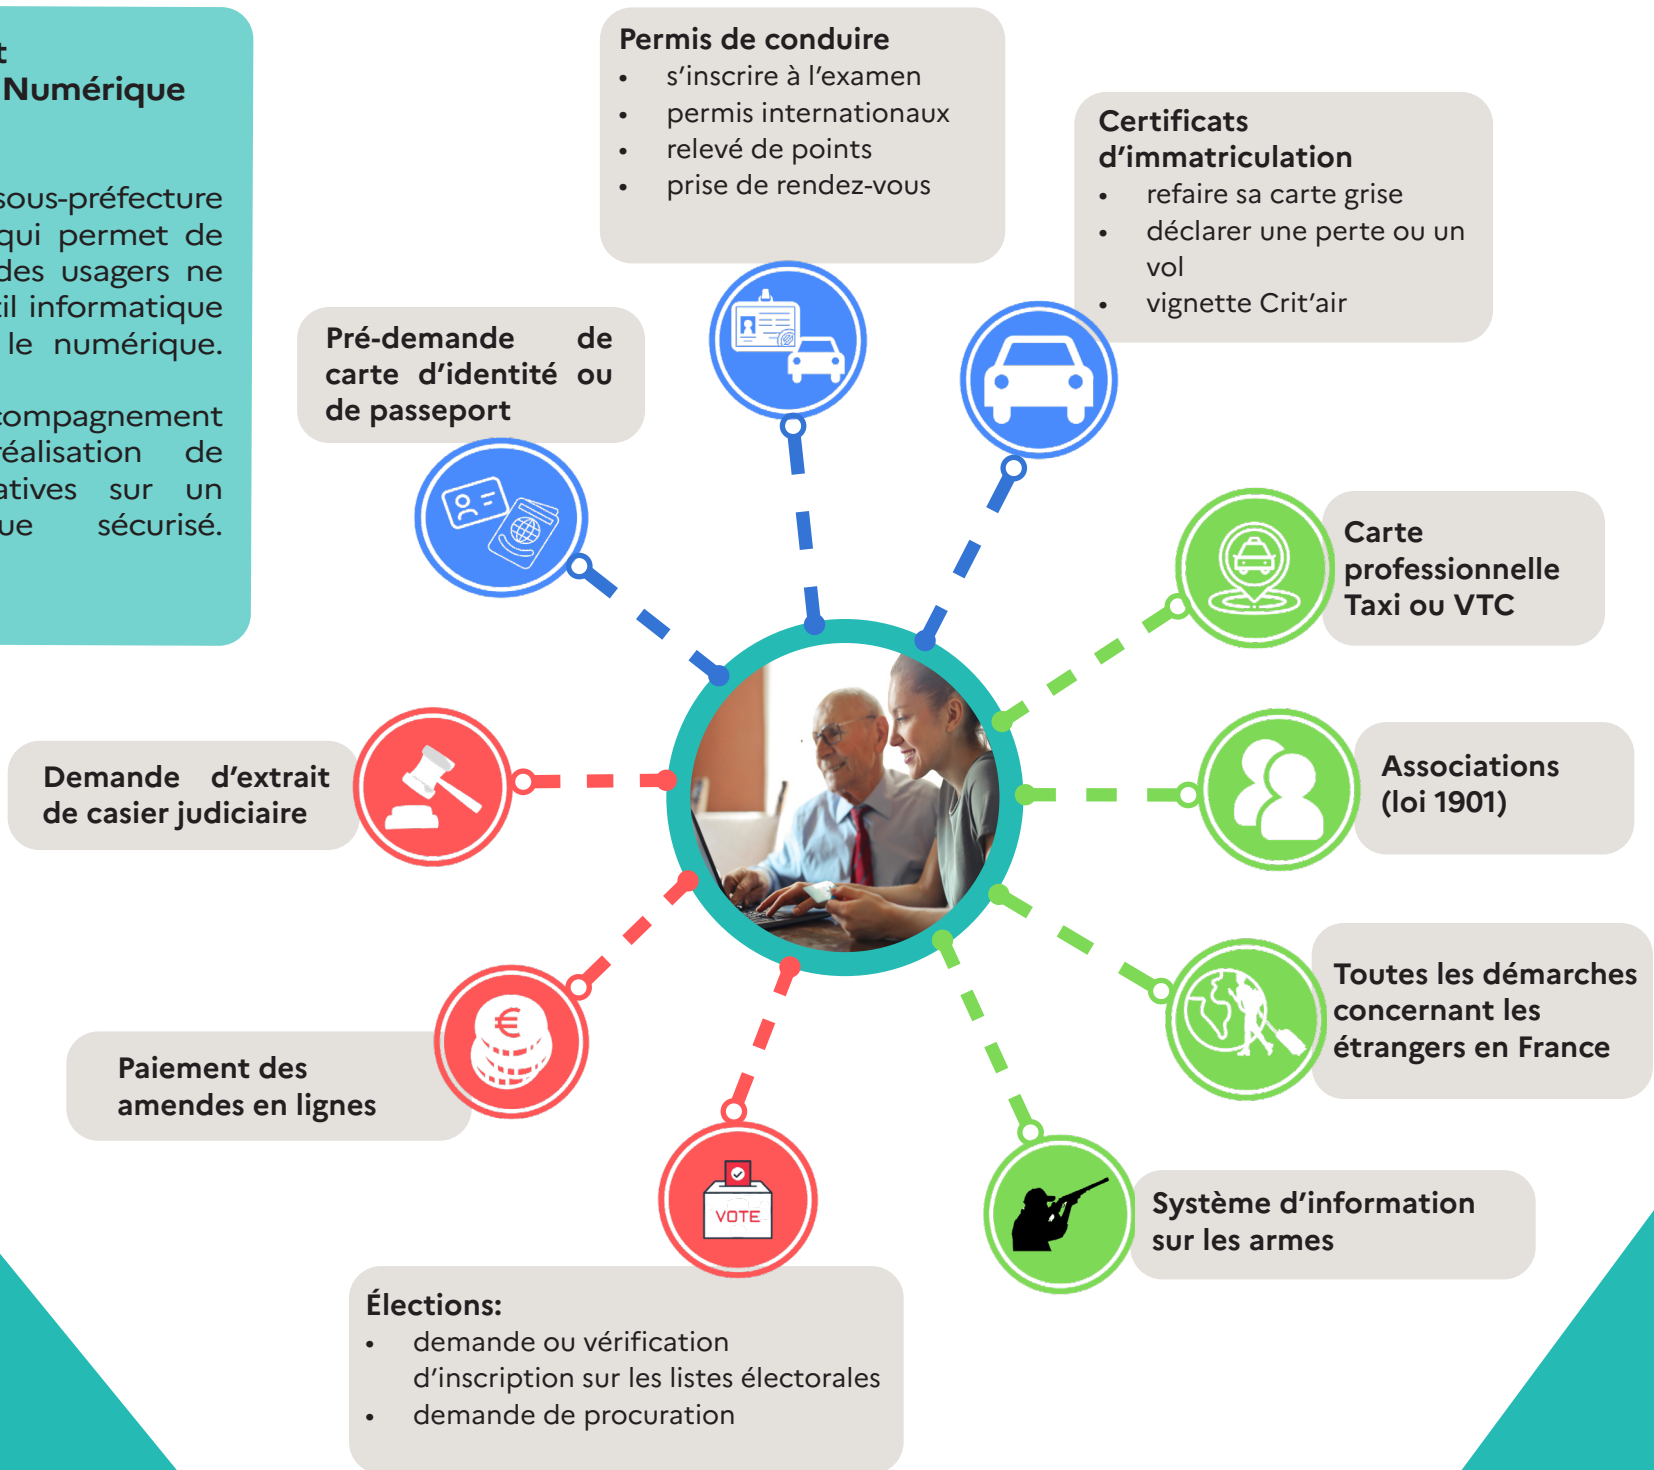 t
Numérique
sous-préfecture
qui permet de
des usagers ne
til informatique
le numérique.
compagnement
réalisation de
atives sur un
ue sécurisé.
Permis de conduire
• s'inscrire à l'examen
• permis internationaux
• relevé de points
• prise de rendez-vous
Certificats
d'immatriculation
• refaire sa carte grise
• déclarer une perte ou un
vol
• vignette Crit'air
Pré-demande de
carte d'identité ou
de passeport
Carte
professionnelle
Taxi ou VTC
Demande d'extrait
de casier judiciaire
Associations
(loi 1901)
Toutes les démarches
concernant les
étrangers en France
Paiement des
amendes en lignes
€
VOTE
Système d'information
sur les armes
Élections:
• demande ou vérification
d'inscription sur les listes électorales
• demande de procuration